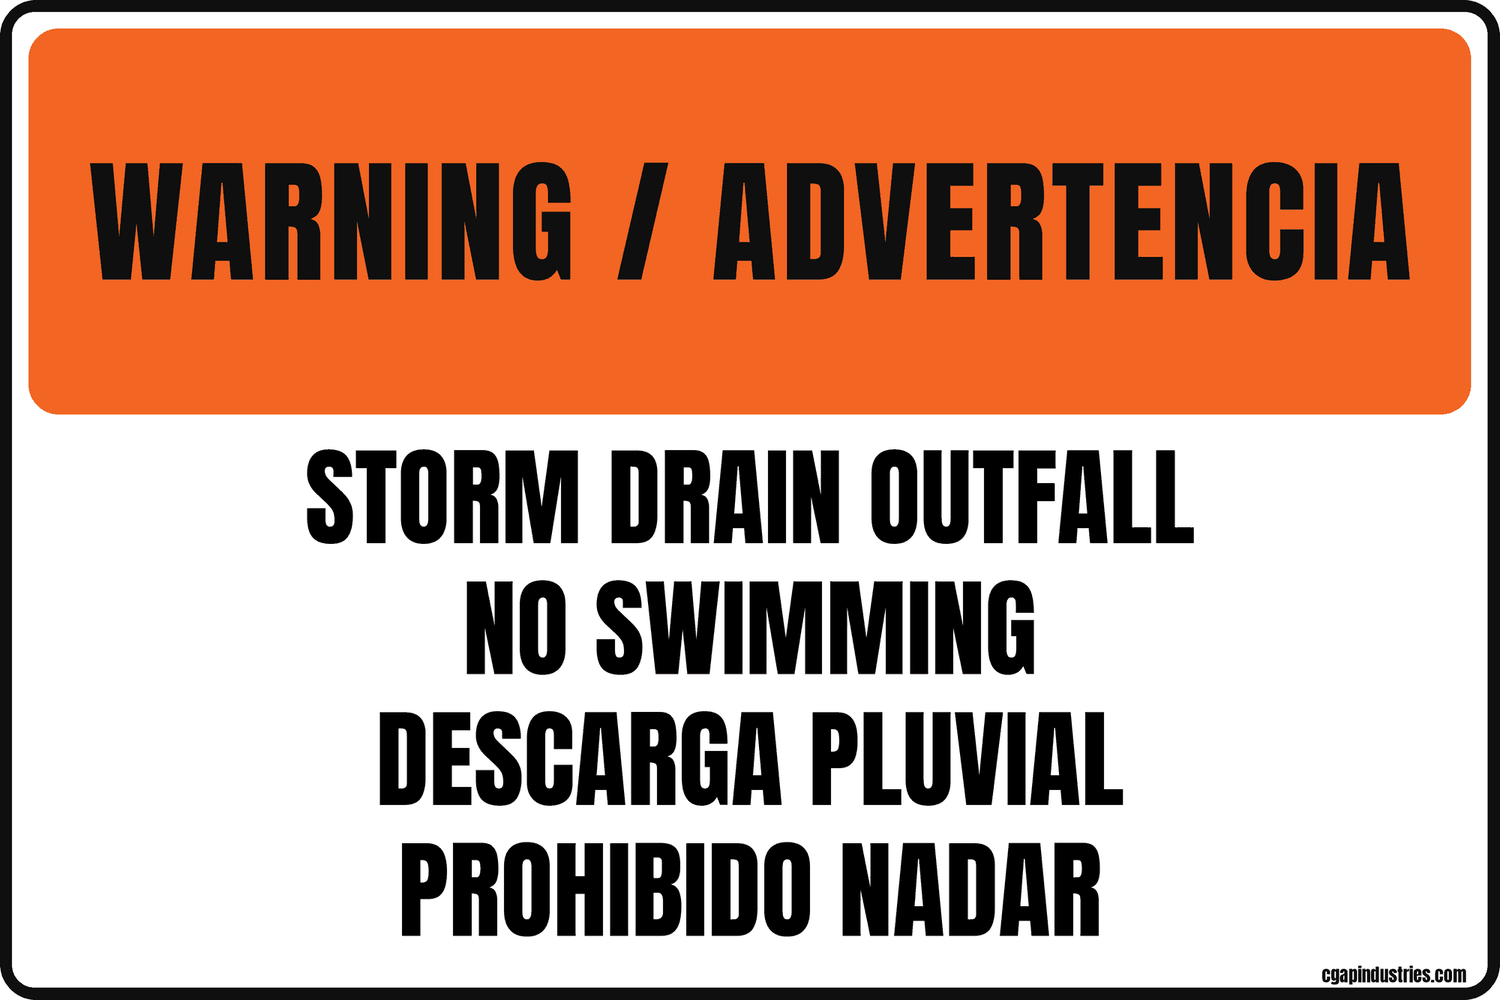 WARNING / ADVERTENCIA
STORM DRAIN OUTFALL
NO SWIMMING
DESCARGA PLUVIAL
PROHIBIDO NADAR
cgapindustries.com